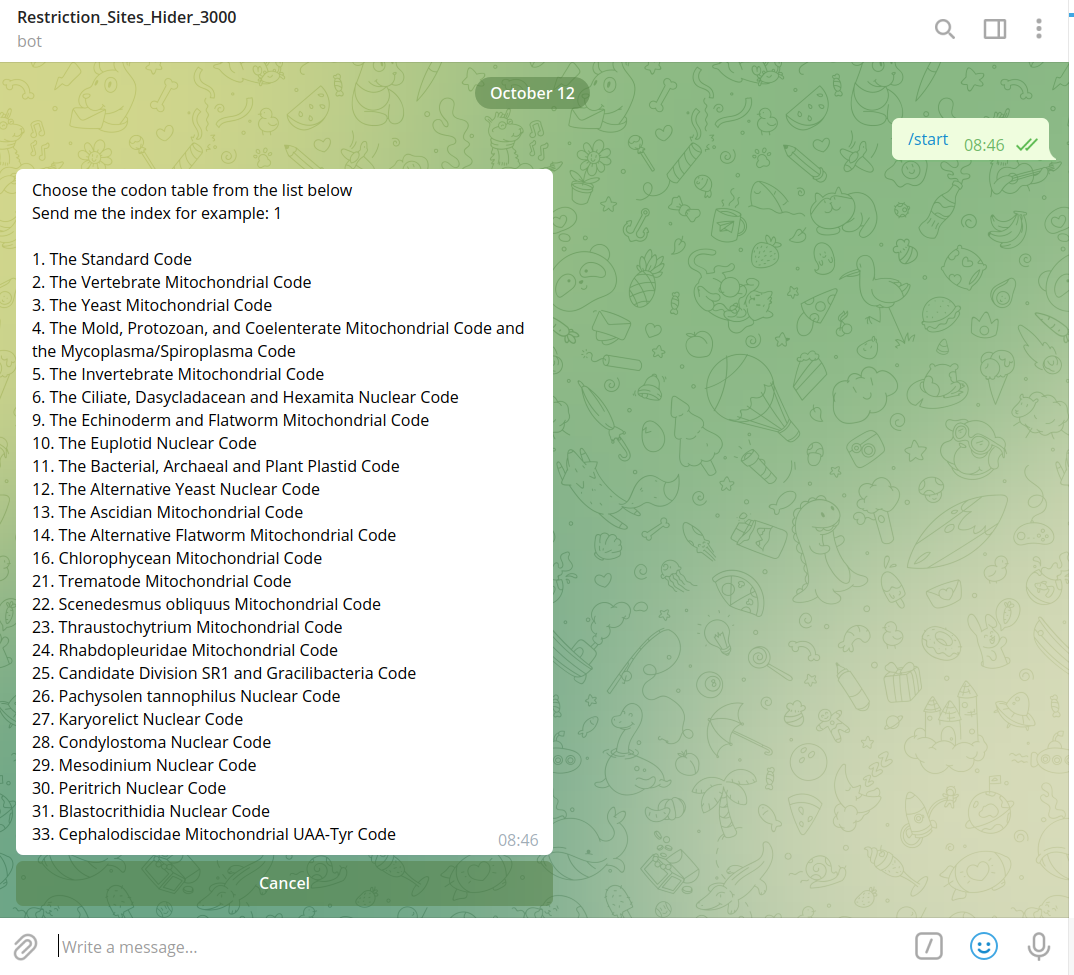 Restriction_Sites_Hider_3000
bot
October 12
/start 08:46
Choose the codon table from the list below
Send me the index for example: 1
1. The Standard Code
2. The Vertebrate Mitochondrial Code
3. The Yeast Mitochondrial Code
4. The Mold, Protozoan, and Coelenterate Mitochondrial Code and
the Mycoplasma/Spiroplasma Code
5. The Invertebrate Mitochondrial Code
6. The Ciliate, Dasycladacean and Hexamita Nuclear Code
9. The Echinoderm and Flatworm Mitochondrial Code
10. The Euplotid Nuclear Code
11. The Bacterial, Archaeal and Plant Plastid Code
12. The Alternative Yeast Nuclear Code
13. The Ascidian Mitochondrial Code
14. The Alternative Flatworm Mitochondrial Code
16. Chlorophycean Mitochondrial Code
21. Trematode Mitochondrial Code
22. Scenedesmus obliquus Mitochondrial Code
23. Thraustochytrium Mitochondrial Code
24. Rhabdopleuridae Mitochondrial Code
25. Candidate Division SR1 and Gracilibacteria Code
26. Pachysolen tannophilus Nuclear Code
27. Karyorelict Nuclear Code
28. Condylostoma Nuclear Code
29. Mesodinium Nuclear Code
30. Peritrich Nuclear Code
31. Blastocrithidia Nuclear Code
33. Cephalodiscidae Mitochondrial UAA-Tyr Code
08:46
Cancel
Write a message...